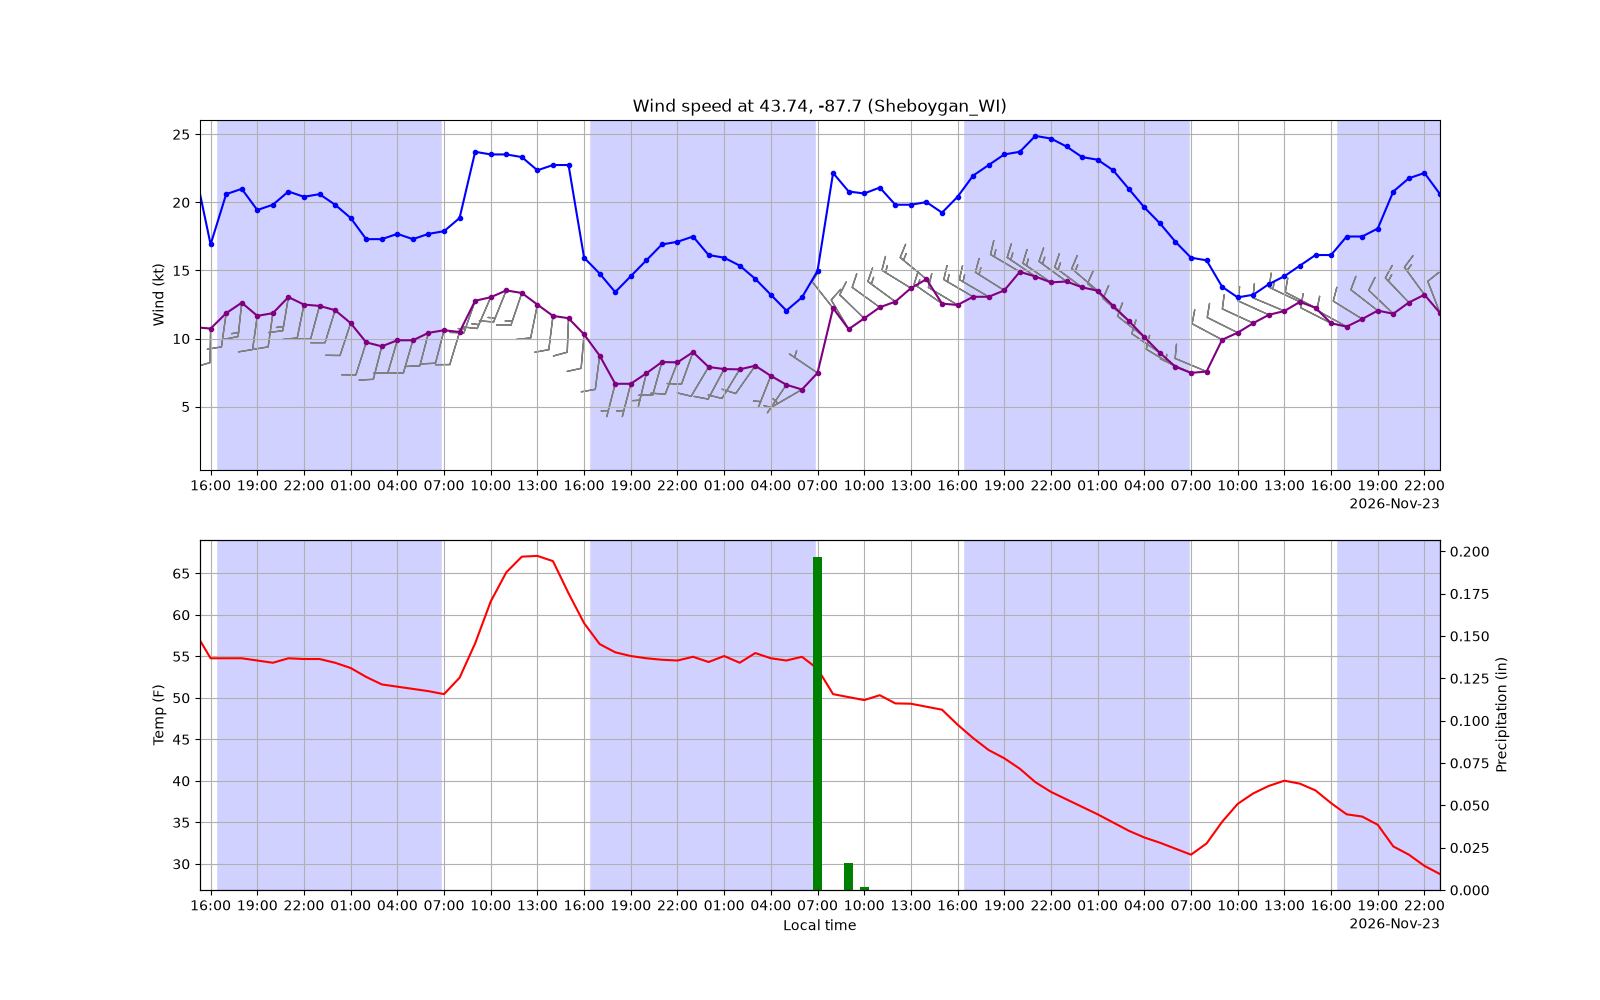 Wind speed at 43.74, -87.7 (Sheboygan_WI)
Wind (kt)
25
20
15
10
5
16:00 19:00 22:00 01:00 04:00 07:00 10:00 13:00 16:00 19:00 22:00 01:00 04:00 07:00 10:00 13:00 16:00 19:00 22:00 01:00 04:00 07:00 10:00 13:00 16:00 19:00 22:00
2026-Nov-23
Temp (F)
65
60
55
50
45
40
35
30
0.200
0.175
0.150
0.125
0.100
0.075
0.050
0.025
0.000
Precipitation (in)
16:00 19:00 22:00 01:00 04:00 07:00 10:00 13:00 16:00 19:00 22:00 01:00 04:00 07:00 10:00 13:00 16:00 19:00 22:00 01:00 04:00 07:00 10:00 13:00 16:00 19:00 22:00
Local time
2026-Nov-23